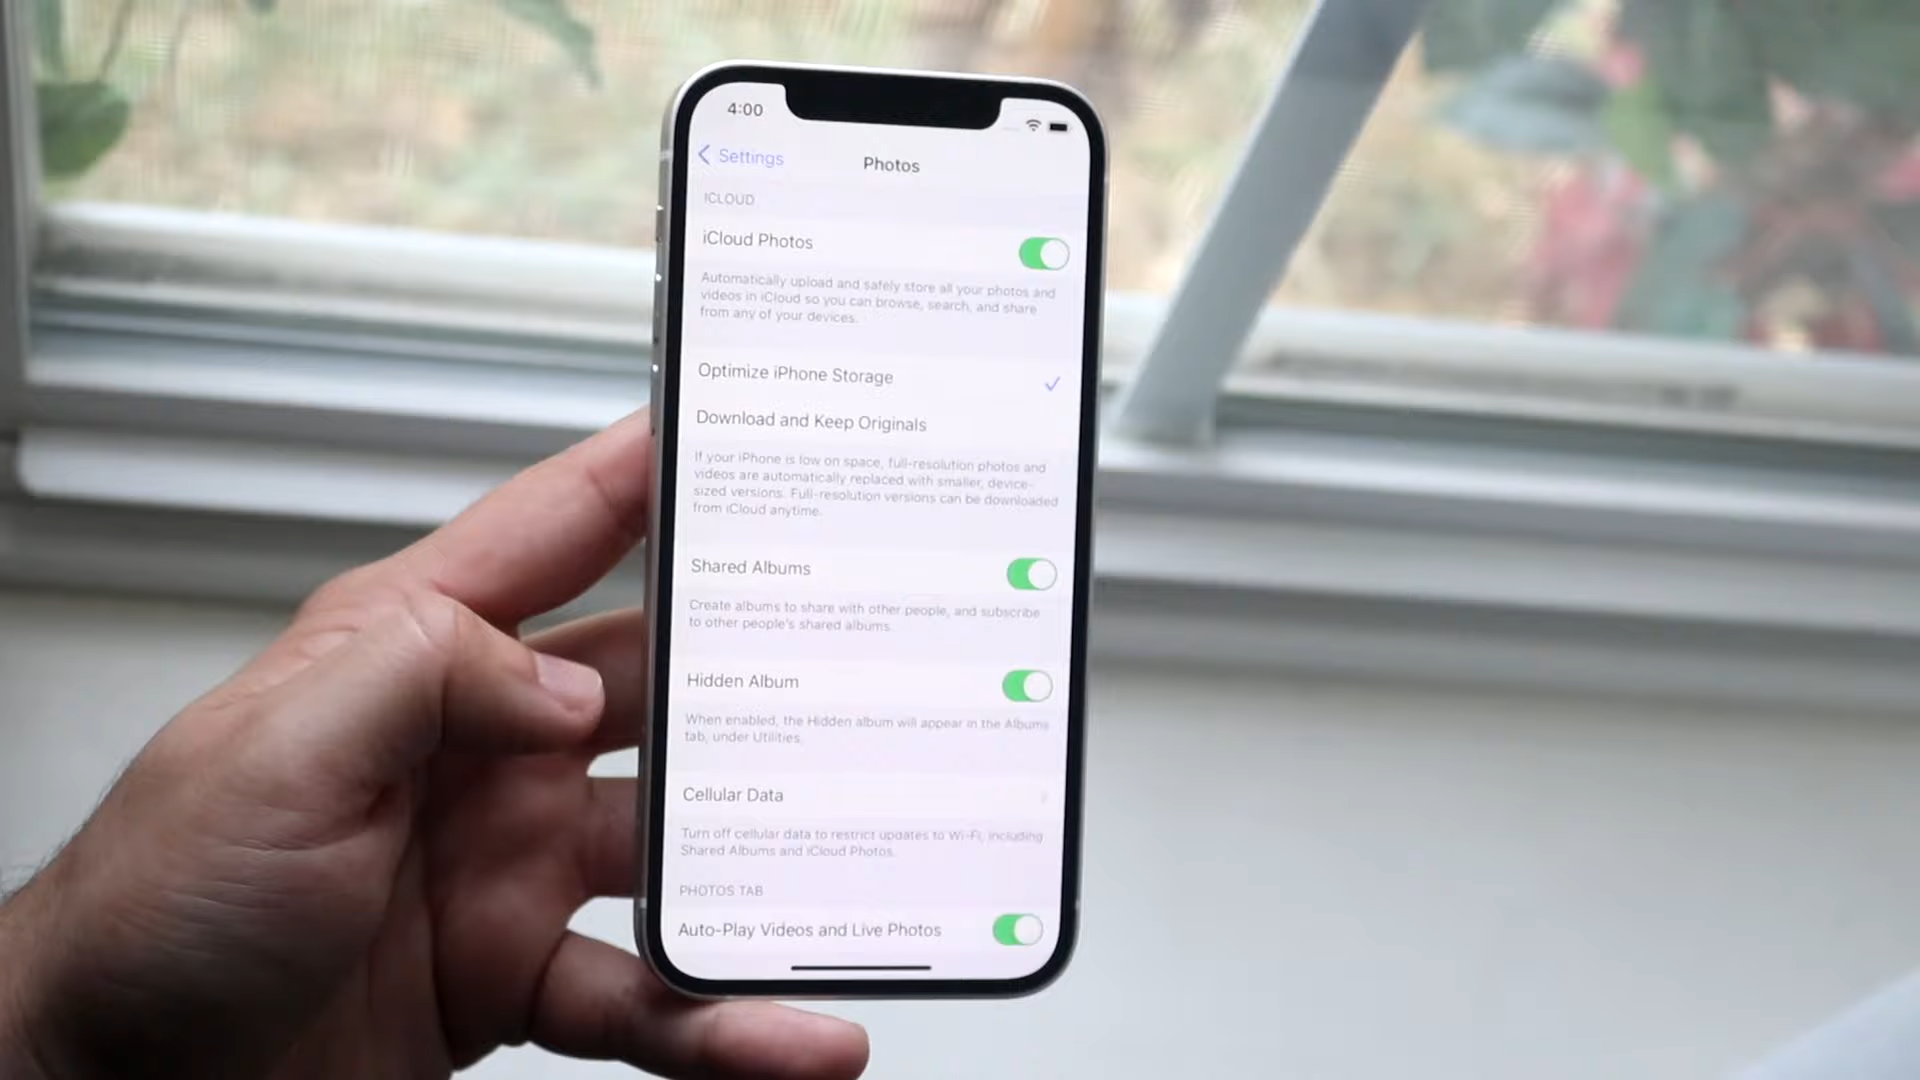 4:00
Settings
Photos
ICLOUD
iCloud Photos
Automatically upload and safely store all your photos and
videos in iCloud so you can browse, search, and share
from any of your devices.
Optimize iPhone Storage
Download and Keep Originals
If your iPhone is low on space, full-resolution photos and
videos are automatically replaced with smaller, device-
sized versions. Full-resolution versions can be downloaded
from iCloud anytime.
Shared Albums
Create albums to share with other people, and subscribe
to other people's shared albums.
Hidden Album
When enabled, the Hidden album will appear in the Albums
tab, under Utilities.
Cellular Data
Turn off cellular data to restrict updates to Wi-Fi, including
Shared Albums and iCloud Photos.
PHOTOS TAB
Auto-Play Videos and Live Photos